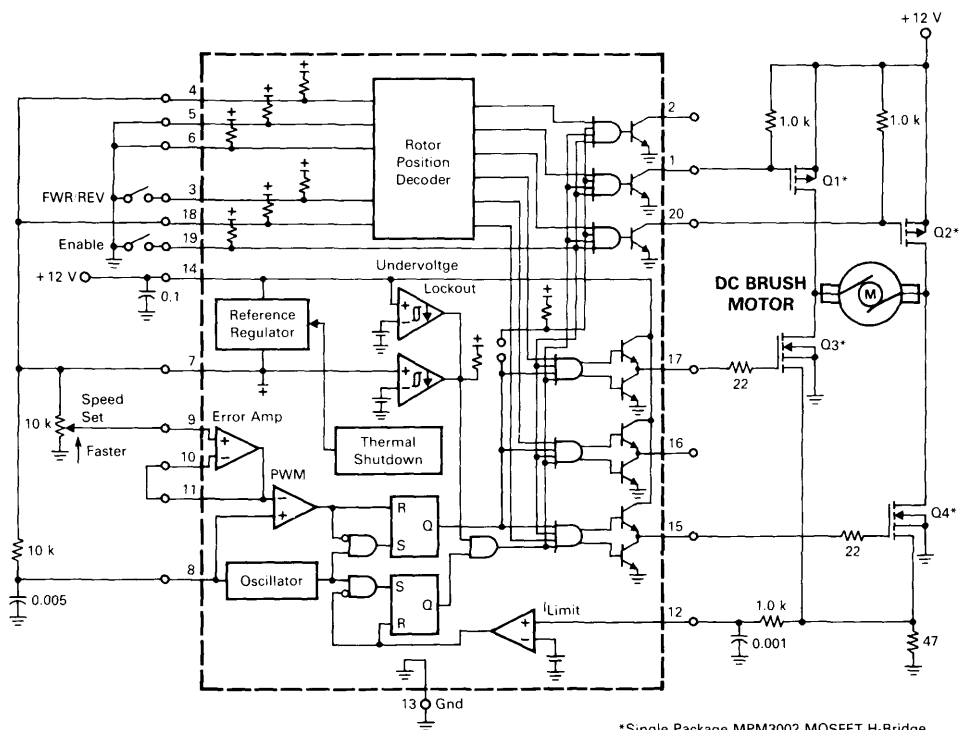 +12 V
4
5
6
FWR/REV
3
18
Enable
19
+12 V
14
0.1
Rotor
Position
Decoder
2
1
20
1.0 k
1.0 k
Q1*
Q2*
Undervoltge
Lockout
Reference
Regulator
DC BRUSH
MOTOR
M
Q3*
7
17
22
Speed
Set
10 k
Faster
9
Error Amp
10
11
Thermal
Shutdown
PWM
16
R
Q
S
15
22
Q4*
10 k
8
Oscillator
0.005
S
Q
R
ILimit
12
1.0 k
0.001
47
13
Gnd
*Single Package MPM3002 MOSFET H-Bridge